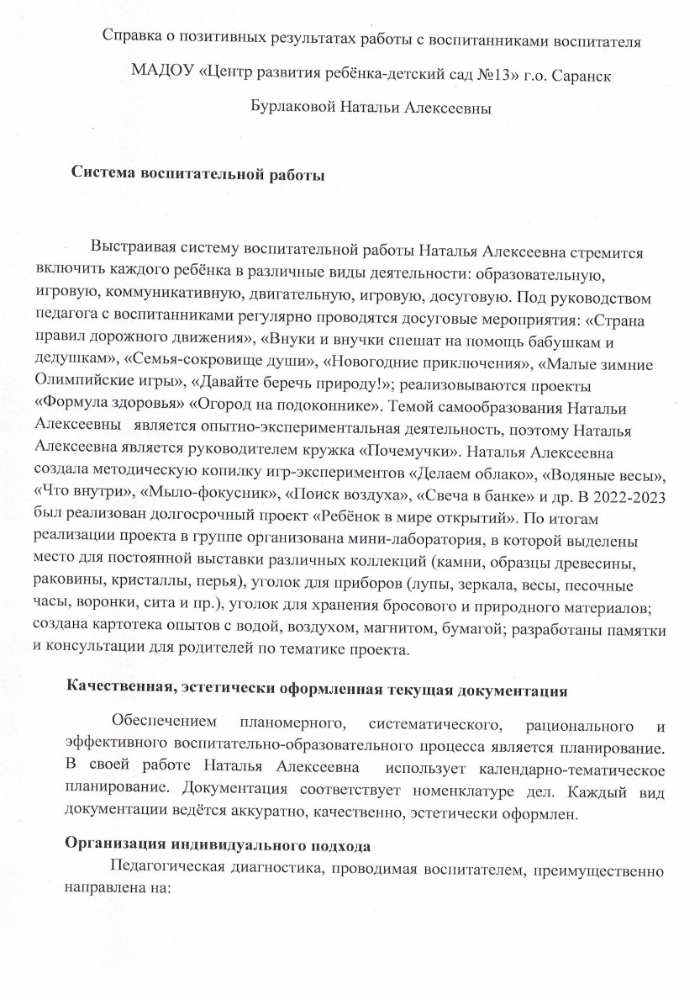 Справка о позитивных результатах работы с воспитанниками воспитателя
МАДОУ «Центр развития ребёнка-детский сад №13» г.о. Саранск
Бурлаковой Натальи Алексеевны
Система воспитательной работы
Выстраивая систему воспитательной работы Наталья Алексеевна стремится
включить каждого ребёнка в различные виды деятельности: образовательную,
игровую, коммуникативную, двигательную, игровую, досуговую. Под руководством
педагога с воспитанниками регулярно проводятся досуговые мероприятия: «Страна
правил дорожного движения», «Внуки и внучки спешат на помощь бабушкам и
дедушкам», «Семья-сокровище души», «Новогодние приключения», «Малые зимние
Олимпийские игры», «Давайте беречь природу!»; реализовываются проекты
«Формула здоровья» «Огород на подоконнике». Темой самообразования Натальи
Алексеевны является опытно-экспериментальная деятельность, поэтому Наталья
Алексеевна является руководителем кружка «Почемучки». Наталья Алексеевна
создала методическую копилку игр-экспериментов «Делаем облако», «Водяные весы»,
«Что внутри», «Мыло-фокусник», «Поиск воздуха», «Свеча в банке» и др. В 2022-2023
был реализован долгосрочный проект «Ребёнок в мире открытий». По итогам
реализации проекта в группе организована мини-лаборатория, в которой выделены
место для постоянной выставки различных коллекций (камни, образцы древесины,
раковины, кристаллы, перья), уголок для приборов (лупы, зеркала, весы, песочные
часы, воронки, сита и пр.), уголок для хранения бросового и природного материалов;
создана картотека опытов с водой, воздухом, магнитом, бумагой; разработаны памятки
и консультации для родителей по тематике проекта.
Качественная, эстетически оформленная текущая документация
Обеспечением планомерного, систематического, рационального и
эффективного воспитательно-образовательного процесса является планирование.
В своей работе Наталья Алексеевна использует календарно-тематическое
планирование. Документация соответствует номенклатуре дел. Каждый вид
документации ведётся аккуратно, качественно, эстетически оформлен.
Организация индивидуального подхода
Педагогическая диагностика, проводимая воспитателем, преимущественно
направлена на: